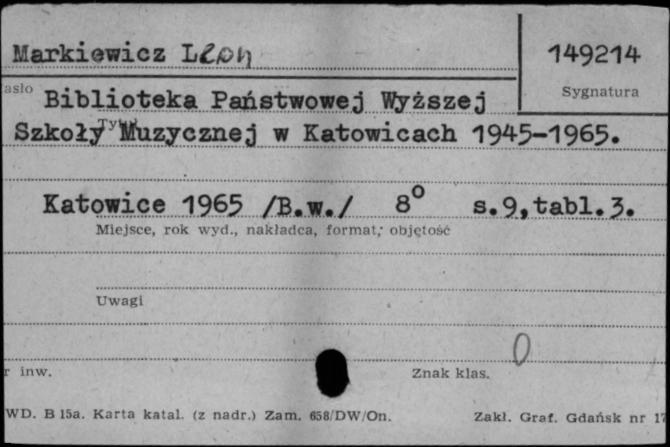 Markiewicz Leon
149214
asło
Sygnatura
Biblioteka Państwowej Wyższej
Tytuł
Szkoły Muzycznej w Katowicach 1945-1965.
Katowice 1965 /B.w./ 8° s.9,tabl.3.
Miejsce, rok wyd., nakładca, format, objętość
Uwagi
0
r inw.
Znak klas.
WD. B 15a. Karta katal. (z nadr.) Zam. 658/DW/On.
Zakł. Graf. Gdańsk nr 17